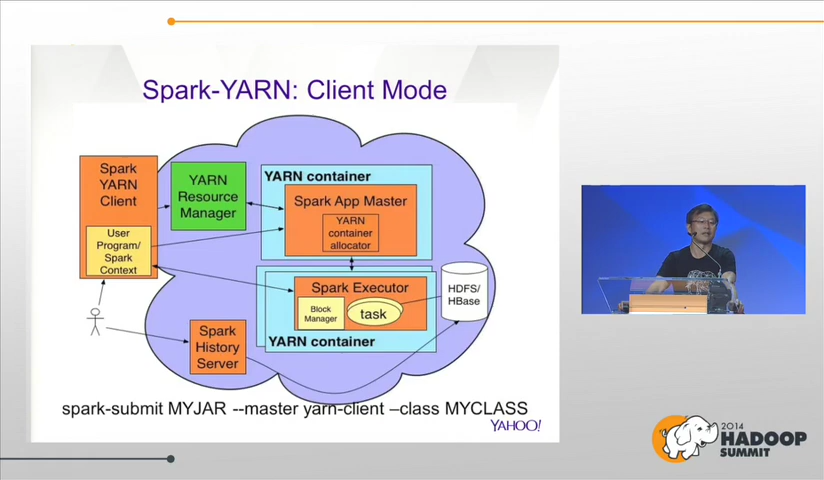 Spark-YARN: Client Mode
Spark
YARN
Client
User
Program/
Spark
Context
YARN
Resource
Manager
YARN container
Spark App Master
YARN
container
allocator
Spark Executor
Block
Manager
task
YARN container
HDFS/
HBase
Spark
History
Server
spark-submit MYJAR --master yarn-client –class MYCLASS
YAHOO!
2014
HADOOP
SUMMIT